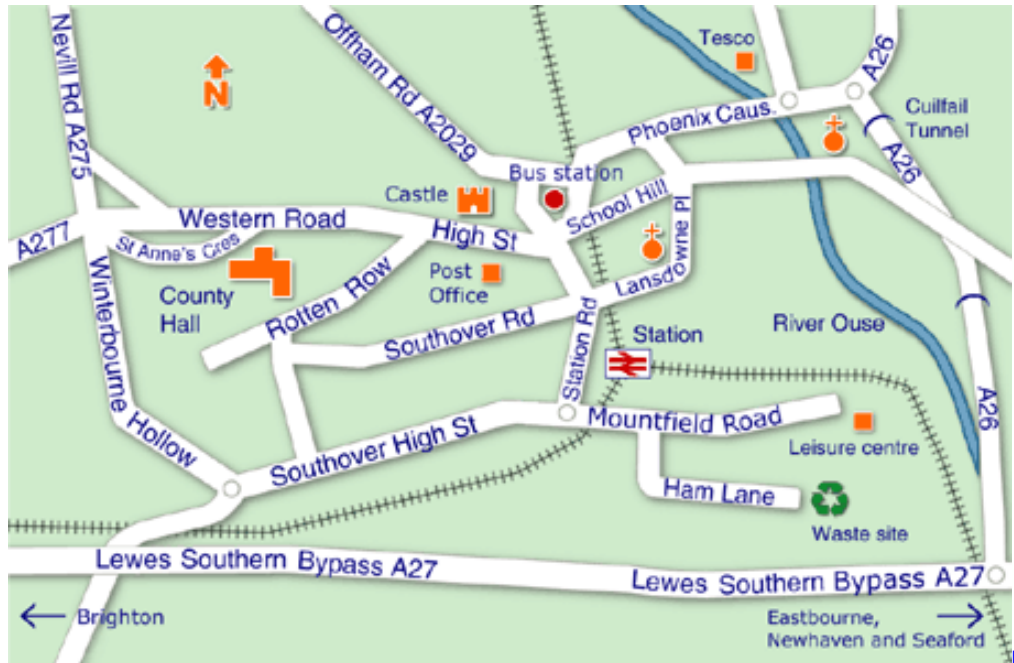 Nevill Rd A275
Offham Rd A2029
Tesco
A26
N
Phoenix Caus.
Cuilfail
Tunnel
A26
Bus station
Castle
School Hill
Western Road
High St
A277
St Anne's Cres
Lansdowne Pl
County
Hall
Post
Office
Rotten Row
Winterbourne Hollow
Southover Rd
Station Rd
Station
River Ouse
A26
Mountfield Road
Southover High St
Leisure centre
Ham Lane
Waste site
Lewes Southern Bypass A27
Lewes Southern Bypass A27
Brighton
Eastbourne,
Newhaven and Seaford